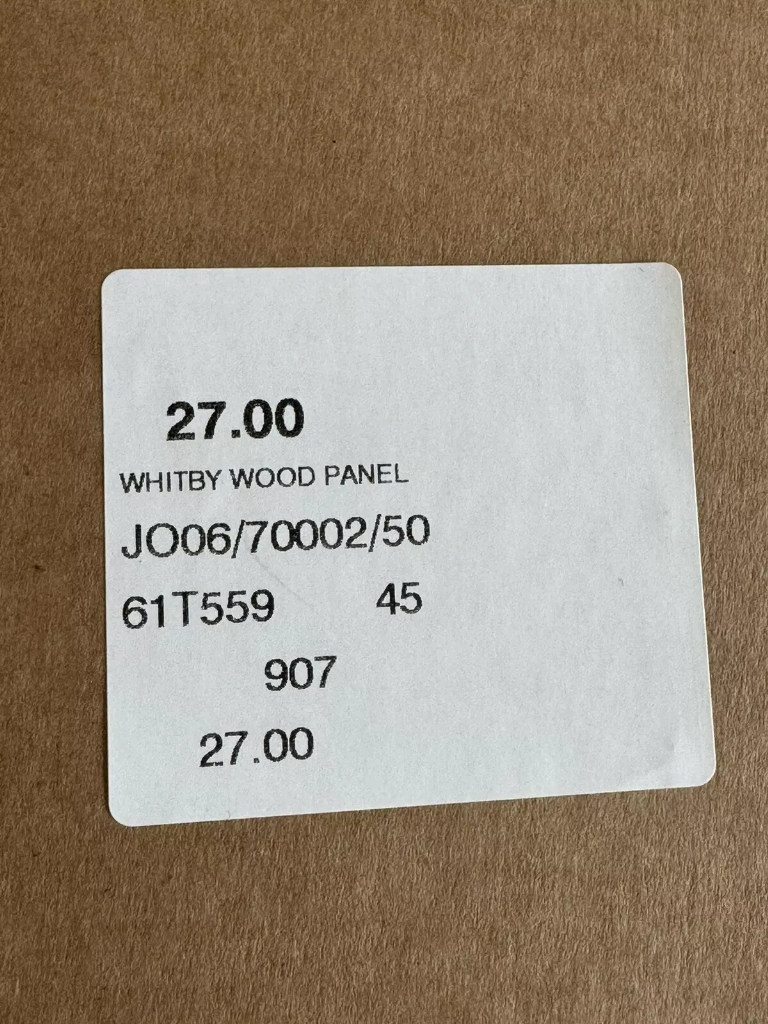 27.00
WHITBY WOOD PANEL
JO06/70002/50
61T559 45
907
27.00